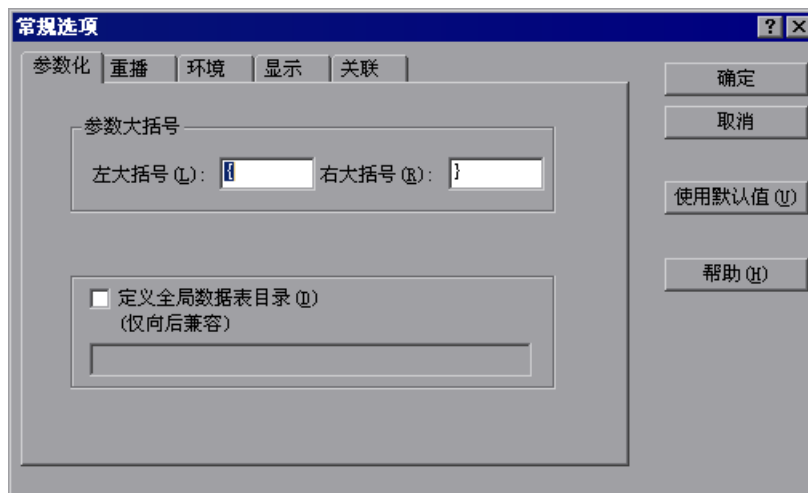 常规选项
参数化 重播 环境 显示 关联
参数大括号
左大括号(L): { 右大括号(R): }
定义全局数据表目录(D)
(仅向后兼容)
确定
取消
使用默认值(U)
帮助(H)